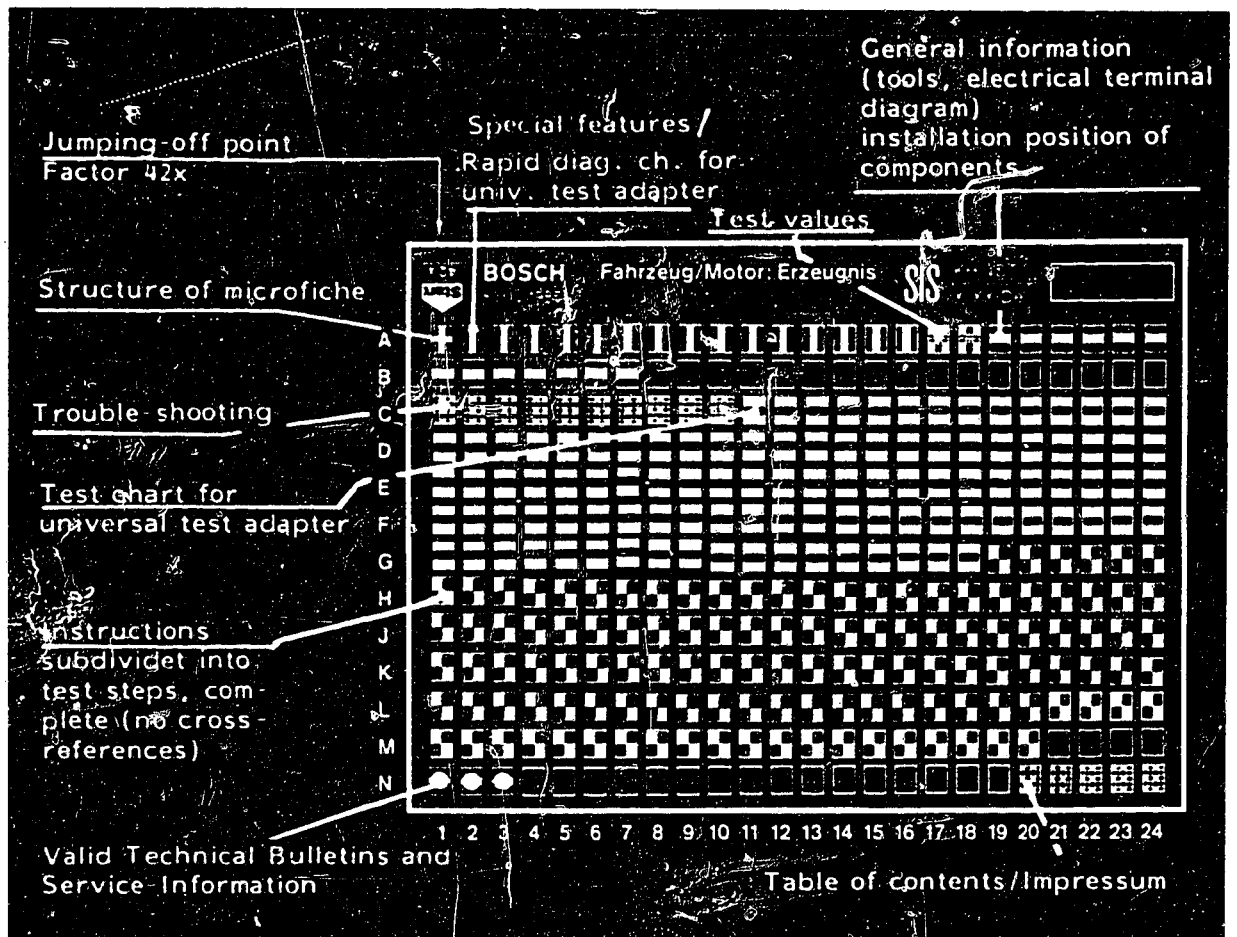 General information
(tools, electrical terminal
diagram)
installation position of
components
Special features/
Rapid diag. ch. for
univ. test adapter
Jumping-off point
Factor 42x
Test values
BOSCH Fahrzeug/Motor: Erzeugnis SIS
Structure of microfiche
Trouble shooting
Test chart for
universal test adapter
Instructions
subdividet into
test steps, com-
plete (no cross-
references)
A
B
C
D
E
F
G
H
J
K
L
M
N
1 2 3 4 5 6 7 8 9 10 11 12 13 14 15 16 17 18 19 20 21 22 23 24
Valid Technical Bulletins and
Service Information
Table of contents/Impressum